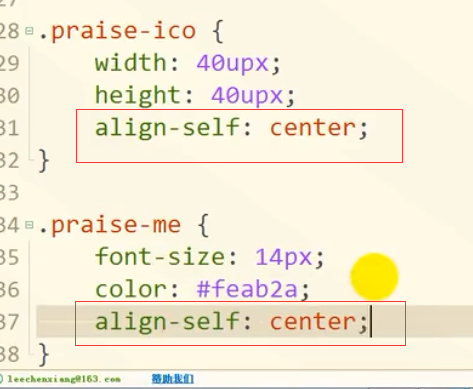 28 .praise-ico {
29 width: 40upx;
30 height: 40upx;
31 align-self: center;
32 }
33
34 .praise-me {
35 font-size: 14px;
36 color: #feab2a;
37 align-self: center;
38 }
leechenxiang@163.com 帮助我们